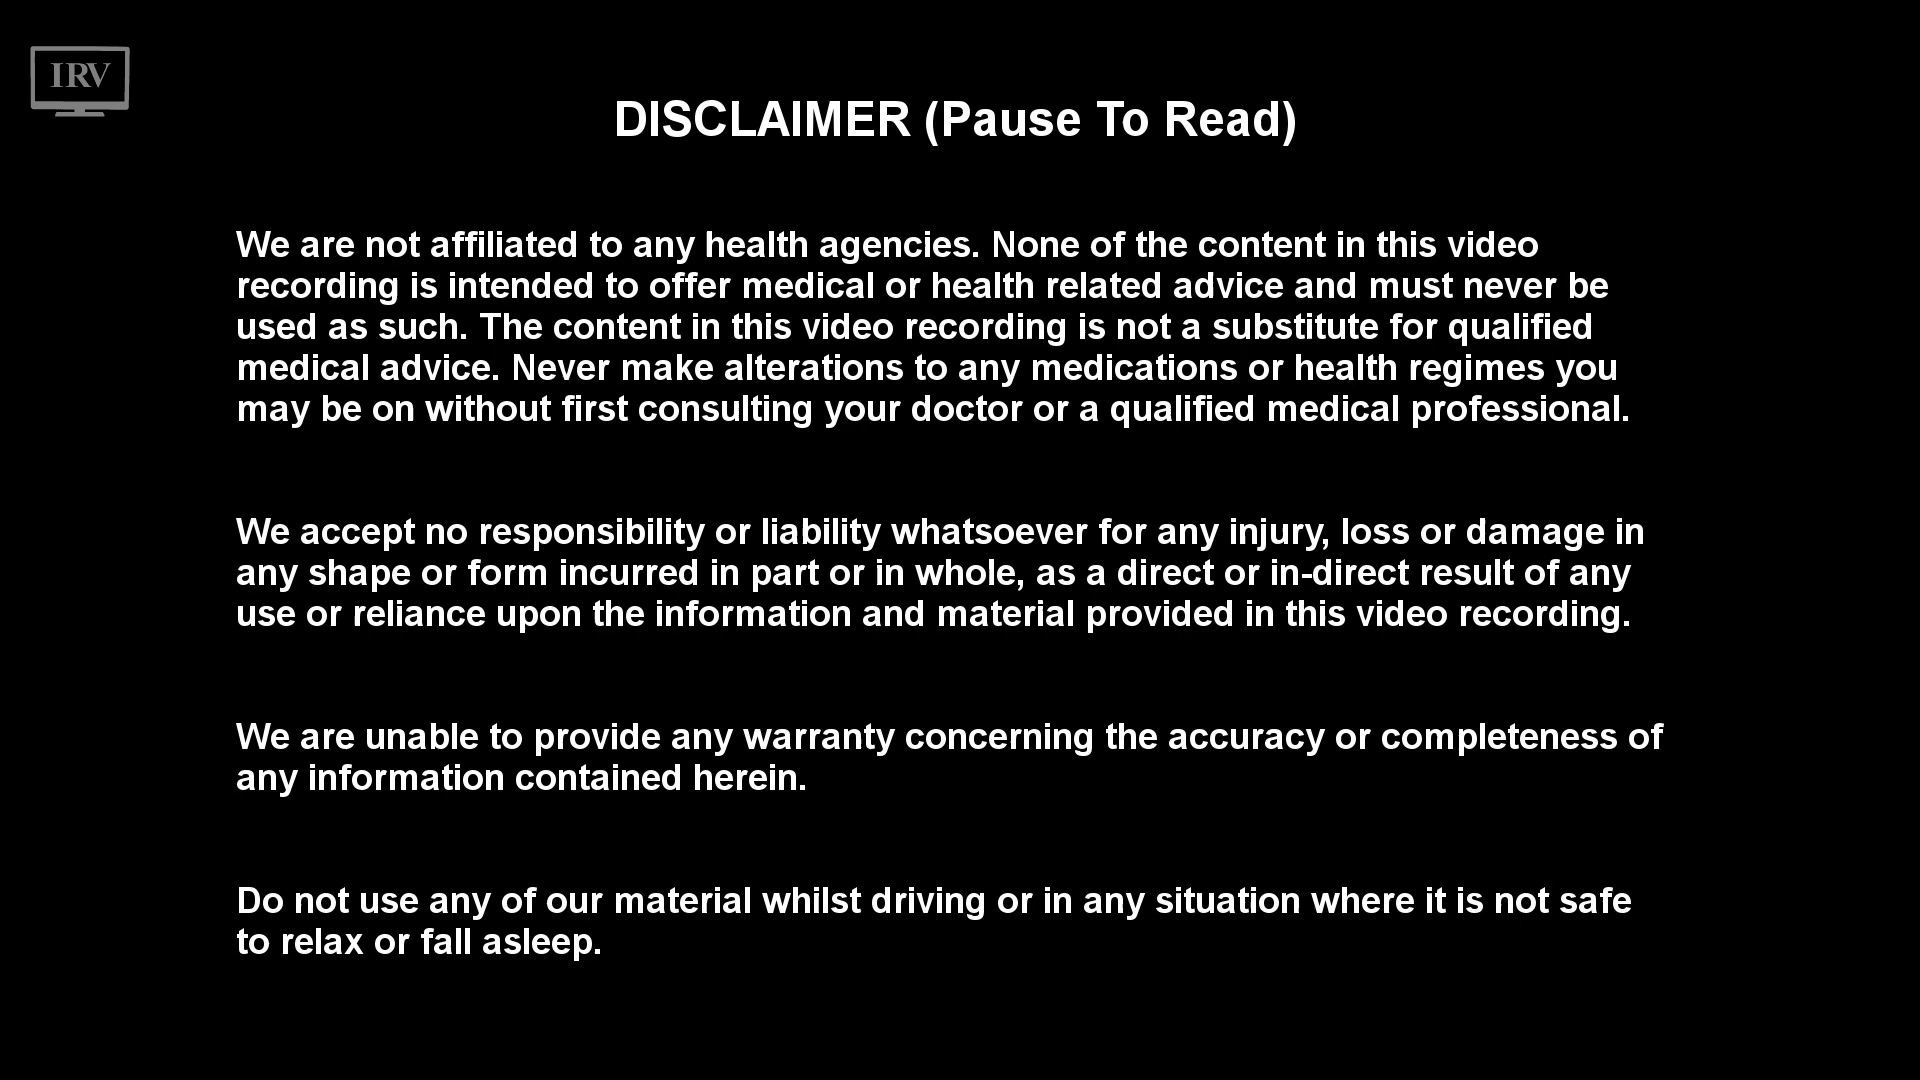 IRV
DISCLAIMER (Pause To Read)
We are not affiliated to any health agencies. None of the content in this video
recording is intended to offer medical or health related advice and must never be
used as such. The content in this video recording is not a substitute for qualified
medical advice. Never make alterations to any medications or health regimes you
may be on without first consulting your doctor or a qualified medical professional.
We accept no responsibility or liability whatsoever for any injury, loss or damage in
any shape or form incurred in part or in whole, as a direct or in-direct result of any
use or reliance upon the information and material provided in this video recording.
We are unable to provide any warranty concerning the accuracy or completeness of
any information contained herein.
Do not use any of our material whilst driving or in any situation where it is not safe
to relax or fall asleep.